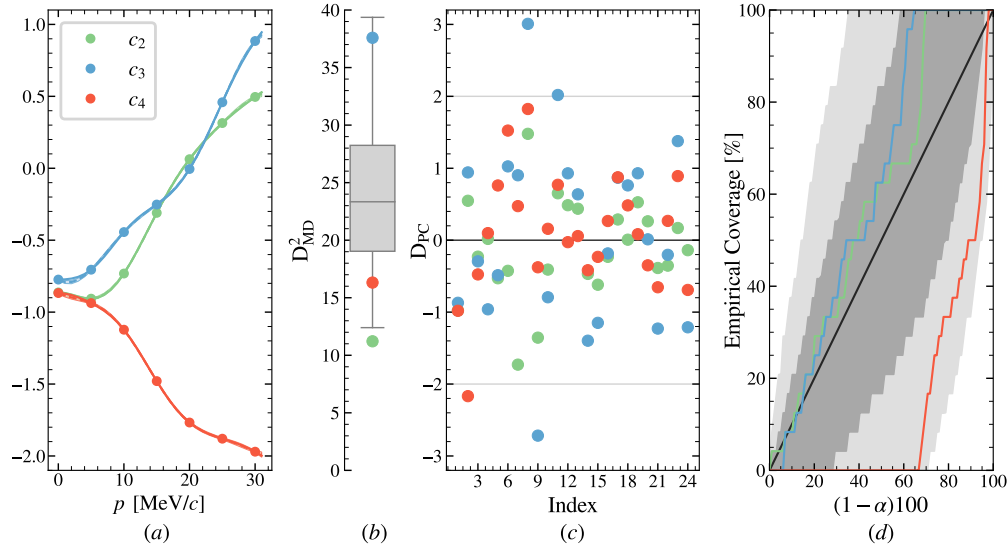 1.0
0.5
0.0
−0.5
−1.0
−1.5
−2.0
c2
c3
c4
0 10 20 30
p [MeV/c]
(a)
D²MD
40
35
30
25
20
15
10
5
0
(b)
DPC
3
2
1
0
−1
−2
−3
3 6 9 12 15 18 21 24
Index
(c)
Empirical Coverage [%]
100
80
60
40
20
0
0 20 40 60 80 100
(1−α)100
(d)